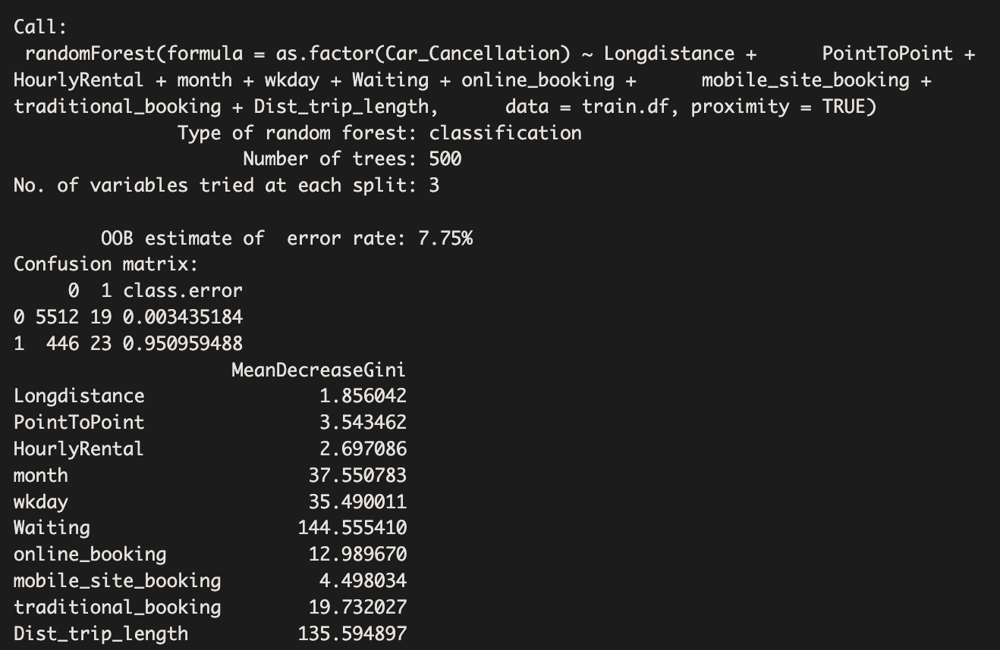 Call:
 randomForest(formula = as.factor(Car_Cancellation) ~ Longdistance +      PointToPoint +
HourlyRental + month + wkday + Waiting + online_booking +      mobile_site_booking +
traditional_booking + Dist_trip_length,      data = train.df, proximity = TRUE)
               Type of random forest: classification
                     Number of trees: 500
No. of variables tried at each split: 3

        OOB estimate of  error rate: 7.75%
Confusion matrix:
     0  1 class.error
0 5512 19 0.003435184
1  446 23 0.950959488
                    MeanDecreaseGini
Longdistance                1.856042
PointToPoint                3.543462
HourlyRental                2.697086
month                      37.550783
wkday                      35.490011
Waiting                   144.555410
online_booking             12.989670
mobile_site_booking         4.498034
traditional_booking        19.732027
Dist_trip_length          135.594897